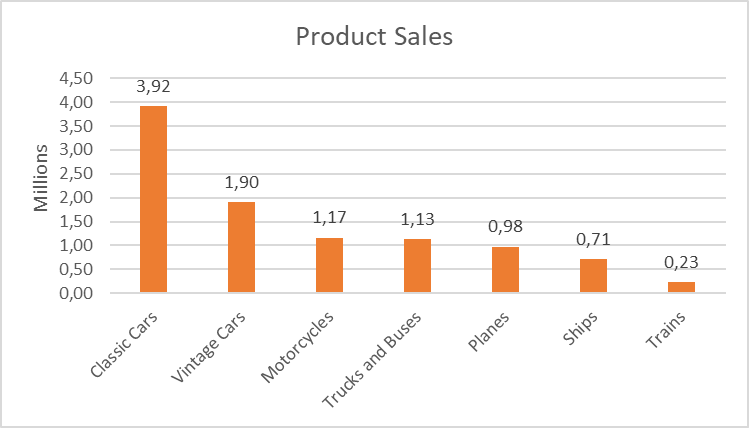 Product Sales
Millions
4,50
4,00
3,50
3,00
2,50
2,00
1,50
1,00
0,50
0,00
3,92
1,90
1,17
1,13
0,98
0,71
0,23
Classic Cars
Vintage Cars
Motorcycles
Trucks and Buses
Planes
Ships
Trains